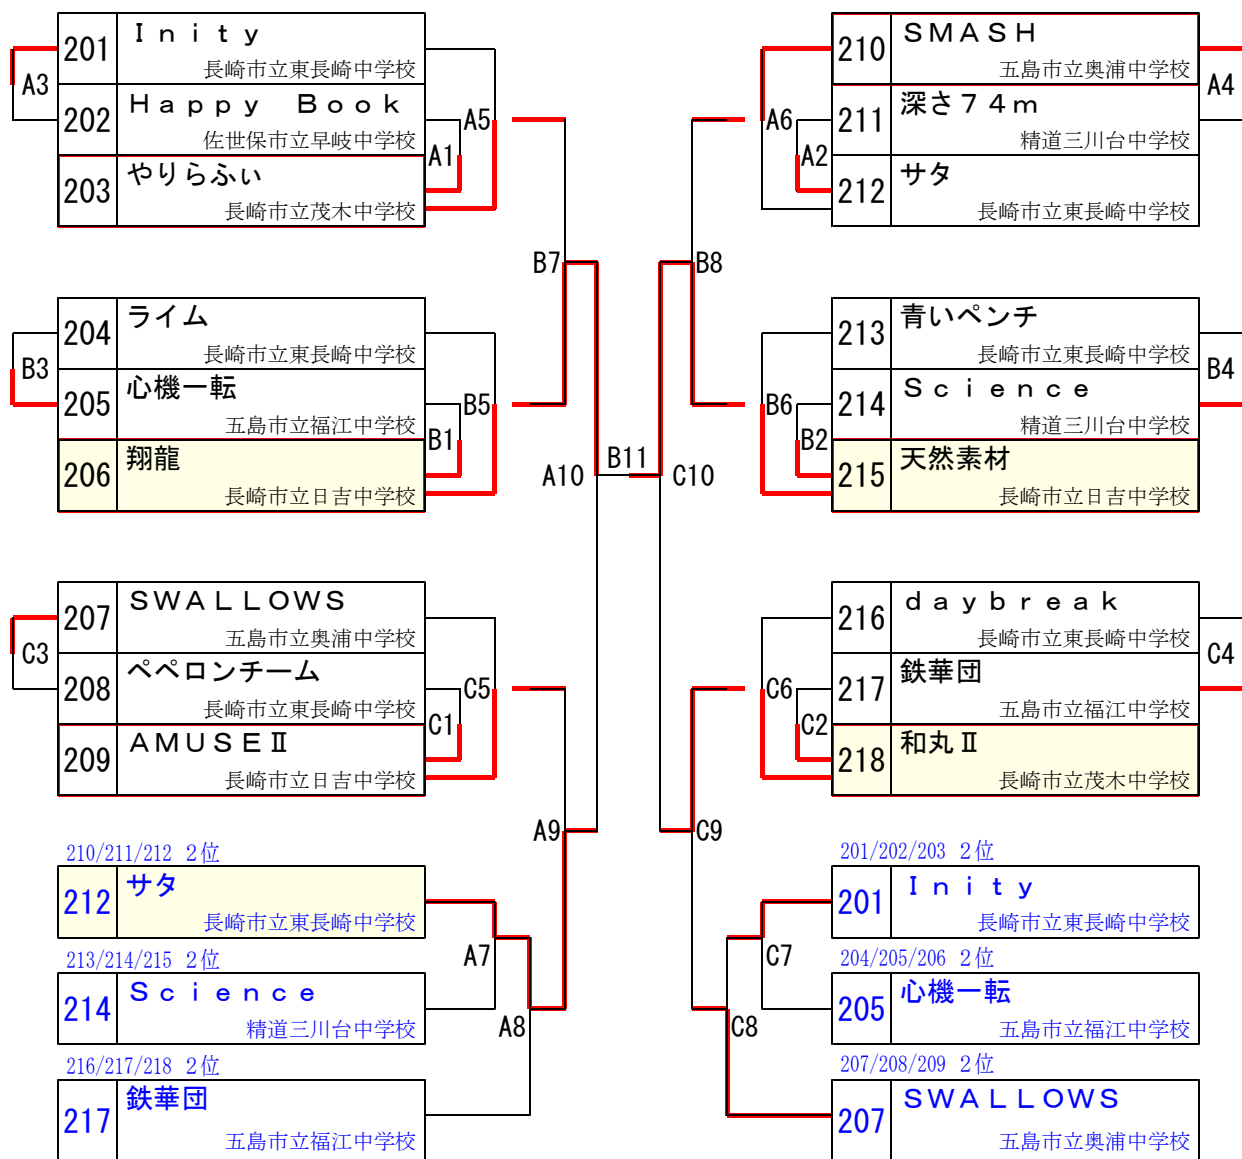 201
Ｉｎｉｔｙ
長崎市立東長崎中学校
202
Ｈａｐｐｙ　Ｂｏｏｋ
佐世保市立早岐中学校
203
やりらふぃ
長崎市立茂木中学校
A3
A1
A5
204
ライム
長崎市立東長崎中学校
205
心機一転
五島市立福江中学校
206
翔龍
長崎市立日吉中学校
B3
B1
B5
B7
207
ＳＷＡＬＬＯＷＳ
五島市立奥浦中学校
208
ペペロンチーム
長崎市立東長崎中学校
209
ＡＭＵＳＥⅡ
長崎市立日吉中学校
C3
C1
C5
A10
B11
C10
210
ＳＭＡＳＨ
五島市立奥浦中学校
211
深さ７４ｍ
精道三川台中学校
212
サタ
長崎市立東長崎中学校
A6
A2
A4
B8
213
青いペンチ
長崎市立東長崎中学校
214
Ｓｃｉｅｎｃｅ
精道三川台中学校
215
天然素材
長崎市立日吉中学校
B6
B2
B4
216
ｄａｙｂｒｅａｋ
長崎市立東長崎中学校
217
鉄華団
五島市立福江中学校
218
和丸Ⅱ
長崎市立茂木中学校
C6
C2
C4
210/211/212 2位
212
サタ
長崎市立東長崎中学校
213/214/215 2位
214
Ｓｃｉｅｎｃｅ
精道三川台中学校
216/217/218 2位
217
鉄華団
五島市立福江中学校
A7
A8
A9
201/202/203 2位
201
Ｉｎｉｔｙ
長崎市立東長崎中学校
204/205/206 2位
205
心機一転
五島市立福江中学校
207/208/209 2位
207
ＳＷＡＬＬＯＷＳ
五島市立奥浦中学校
C7
C8
C9